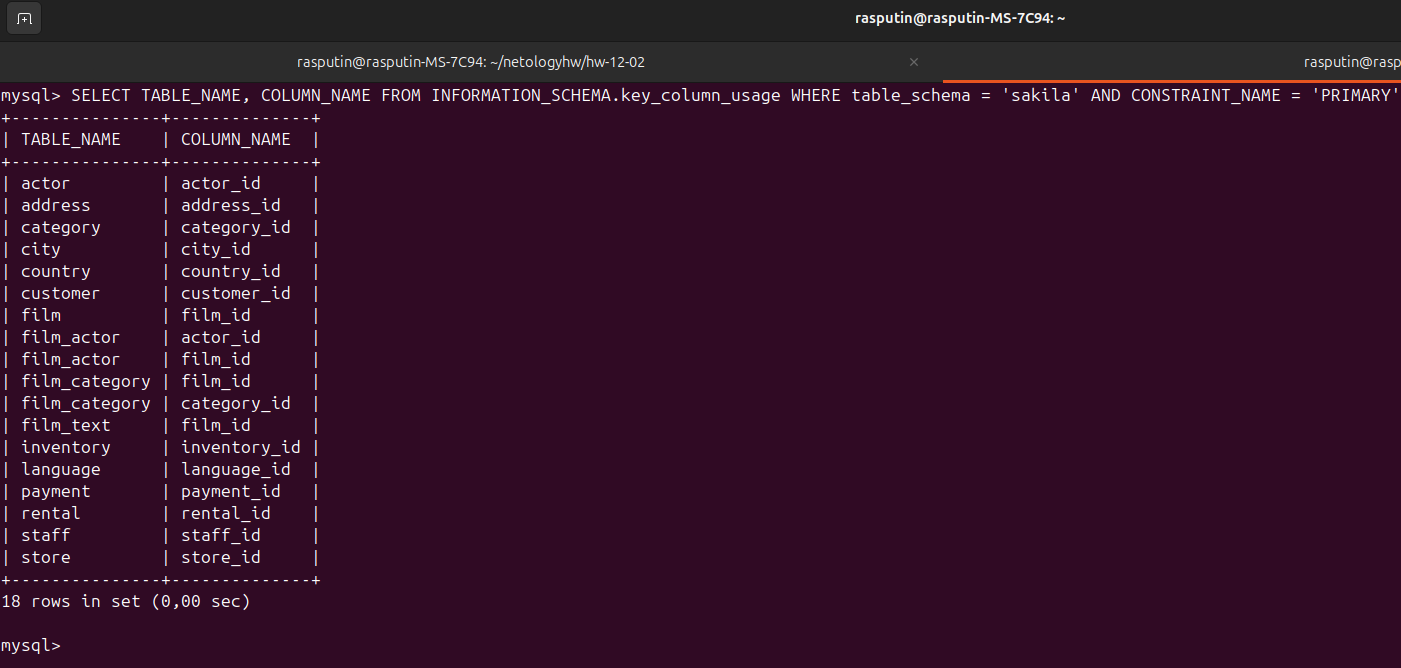 rasputin@rasputin-MS-7C94: ~
rasputin@rasputin-MS-7C94: ~/netologyhw/hw-12-02 × rasputin@rasp
mysql> SELECT TABLE_NAME, COLUMN_NAME FROM INFORMATION_SCHEMA.key_column_usage WHERE table_schema = 'sakila' AND CONSTRAINT_NAME = 'PRIMARY'
+---------------+--------------+
| TABLE_NAME    | COLUMN_NAME  |
+---------------+--------------+
| actor         | actor_id     |
| address       | address_id   |
| category      | category_id  |
| city          | city_id      |
| country       | country_id   |
| customer      | customer_id  |
| film          | film_id      |
| film_actor    | actor_id     |
| film_actor    | film_id      |
| film_category | film_id      |
| film_category | category_id  |
| film_text     | film_id      |
| inventory     | inventory_id |
| language      | language_id  |
| payment       | payment_id   |
| rental        | rental_id    |
| staff         | staff_id     |
| store         | store_id     |
+---------------+--------------+
18 rows in set (0,00 sec)
mysql>